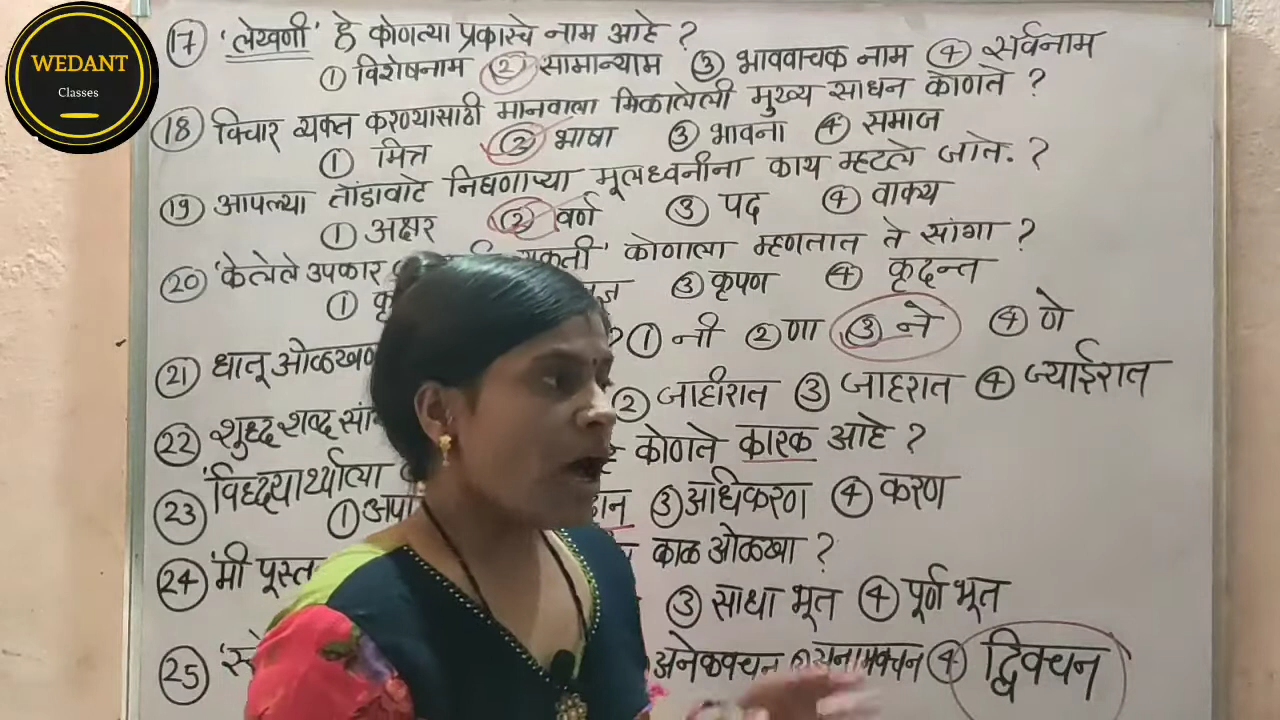 WEDANT
Classes
17 'लेखणी' हे कोणत्या प्रकारचे नाम आहे ?
1 विशेषनाम 2 सामान्याम 3 भाववाचक नाम 4 सर्वनाम
18 विचार व्यक्त करण्यासाठी मानवाला मिळालेली मुख्य साधन कोणते ?
1 मित्र 2 भाषा 3 भावना 4 समाज
19 आपल्या तोंडावाटे निघणाऱ्या मूलध्वनीना काय म्हटले जाते. ?
1 अक्षर 2 वर्ण 3 पद 4 वाक्य
20 'केलेले उपकार कोणाला म्हणतात ते सांगा ?
1 3 कृपण 4 कृदन्त
21 धातू ? 1 नी 2 णा 3 ने 4 णे
22 शुध्द शब्द 2 जाहीरात 3 जाहरात 4 ज्याईरात
23 'विध्दयार्थ्याला कोणते कारक आहे ?
1 3 अधिकरण 4 करण
24 'मी काळ ओळखा ?
3 साधा भूत 4 पूर्ण भूत
25 अनेकवचन 4 द्विवचन